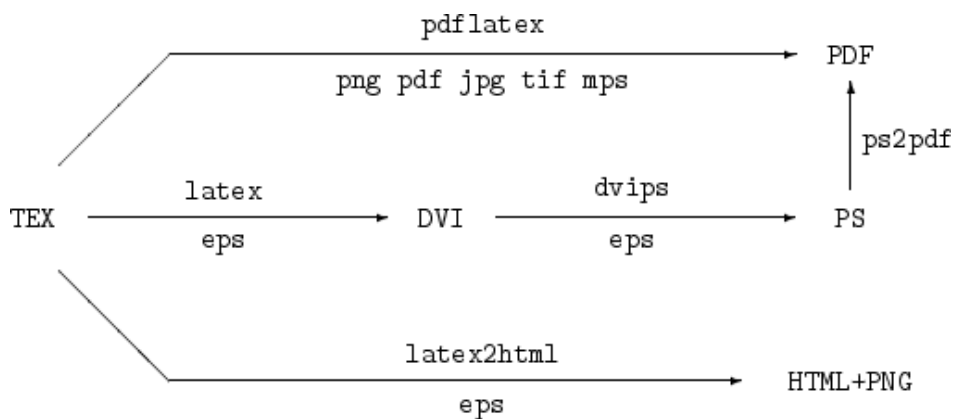 pdflatex
PDF
png pdf jpg tif mps
ps2pdf
latex
dvips
TEX
DVI
PS
eps
eps
latex2html
HTML+PNG
eps